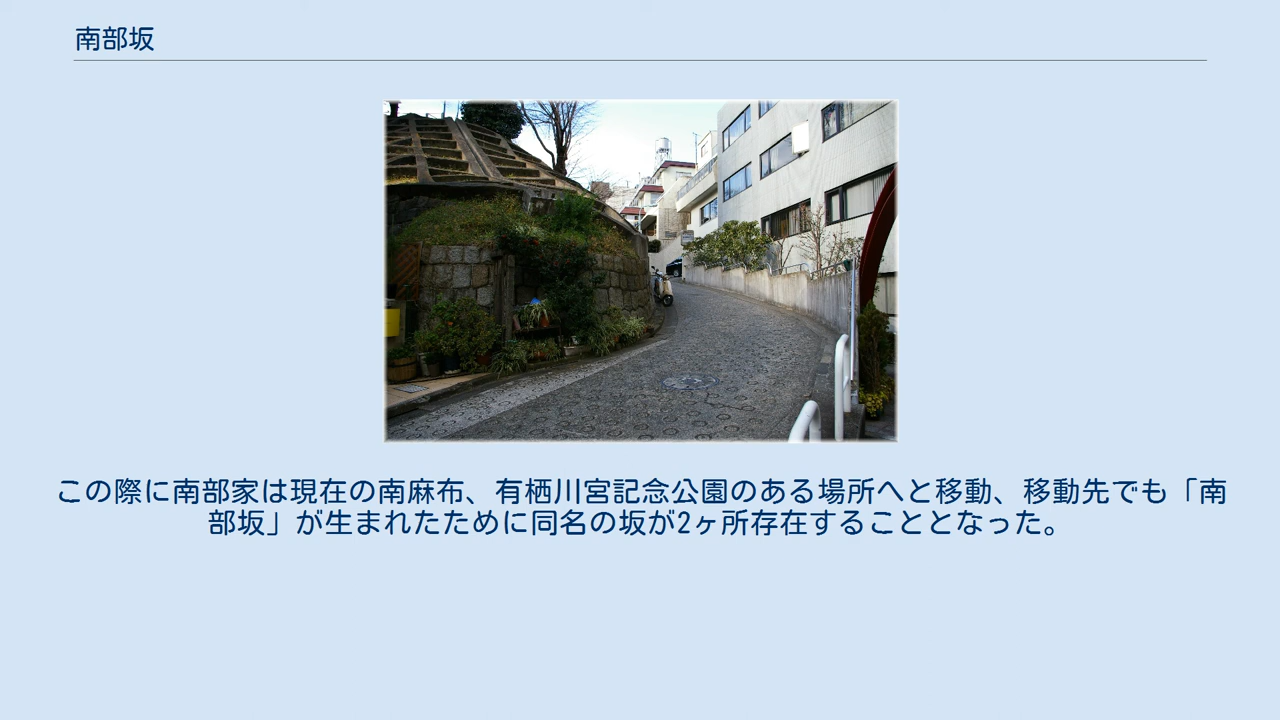 南部坂
この際に南部家は現在の南麻布、有栖川宮記念公園のある場所へと移動、移動先でも「南
部坂」が生まれたために同名の坂が2ヶ所存在することとなった。